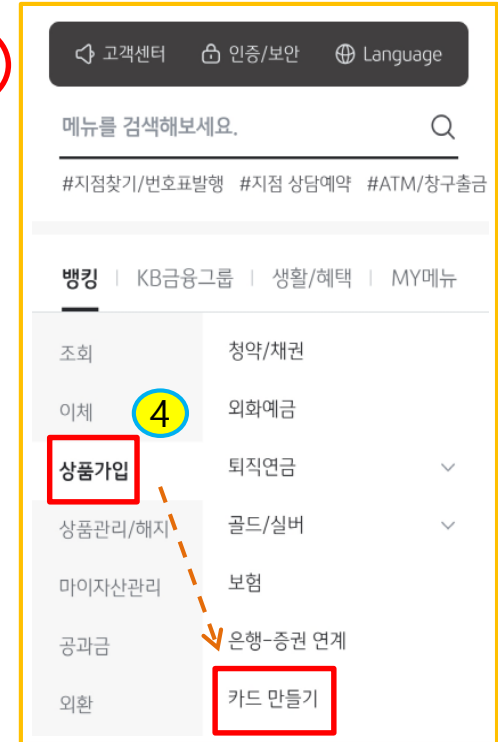 고객센터 인증/보안 Language
메뉴를 검색해보세요.
#지점찾기/번호표발행 #지점 상담예약 #ATM/창구출금
뱅킹 KB금융그룹 생활/혜택 MY메뉴
조회 청약/채권
이체 4 외화예금
상품가입 퇴직연금
상품관리/해지 골드/실버
마이자산관리 보험
공과금 은행-증권 연계
외환 카드 만들기